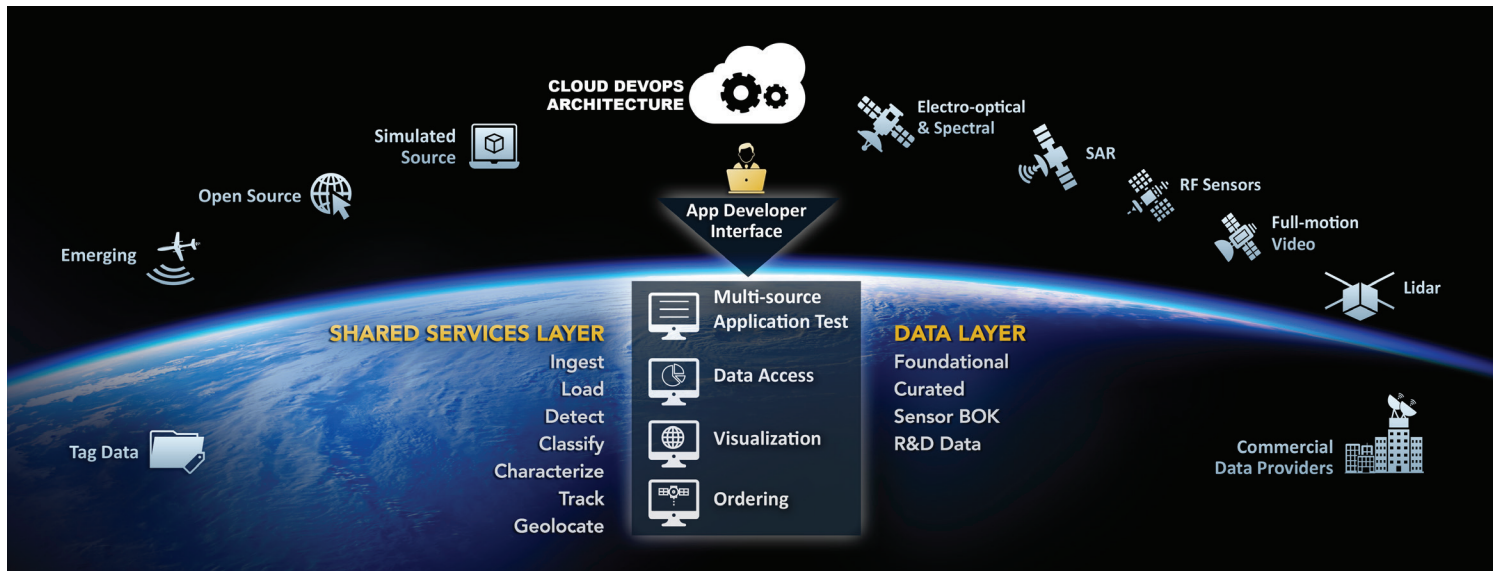 CLOUD DEVOPS
ARCHITECTURE
Simulated
Source
Open Source
Emerging
Tag Data
App Developer
Interface
Electro-optical
& Spectral
SAR
RF Sensors
Full-motion
Video
Lidar
Commercial
Data Providers
SHARED SERVICES LAYER
Ingest
Load
Detect
Classify
Characterize
Track
Geolocate
Multi-source
Application Test
Data Access
Visualization
Ordering
DATA LAYER
Foundational
Curated
Sensor BOK
R&D Data